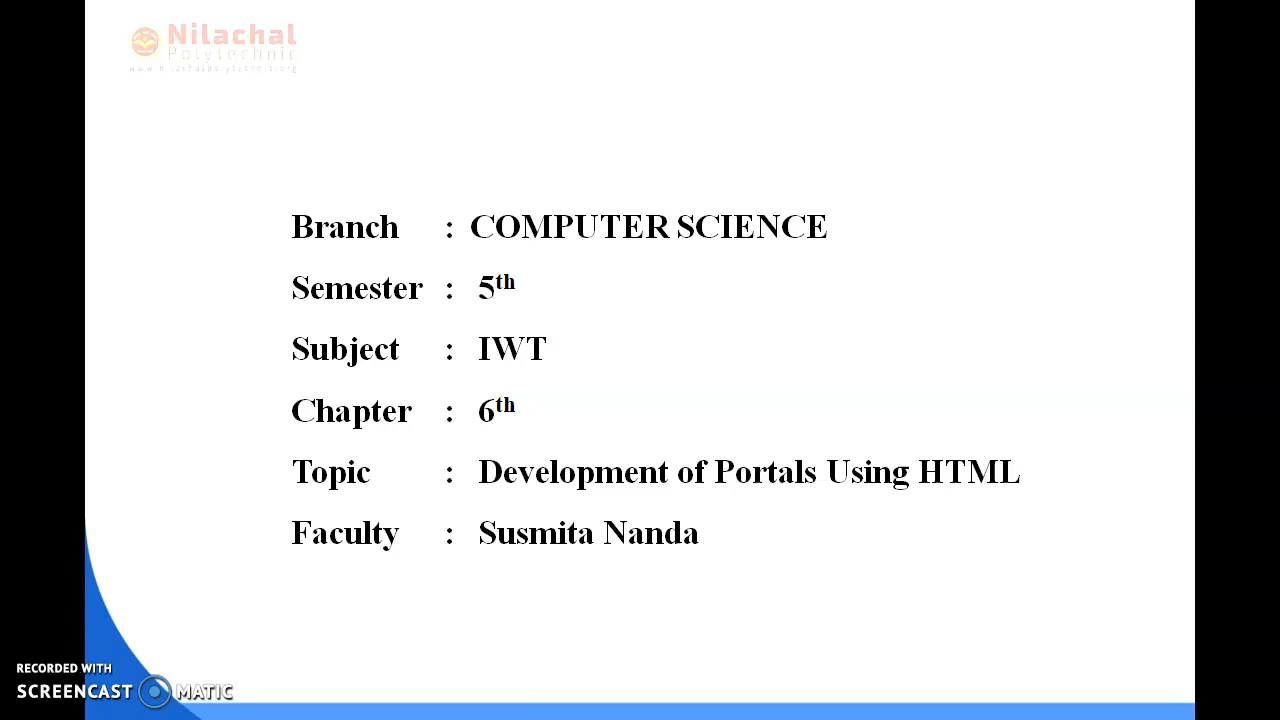 Nilachal
Polytechnic
Branch : COMPUTER SCIENCE
Semester : 5th
Subject : IWT
Chapter : 6th
Topic : Development of Portals Using HTML
Faculty : Susmita Nanda
RECORDED WITH
SCREENCAST MATIC